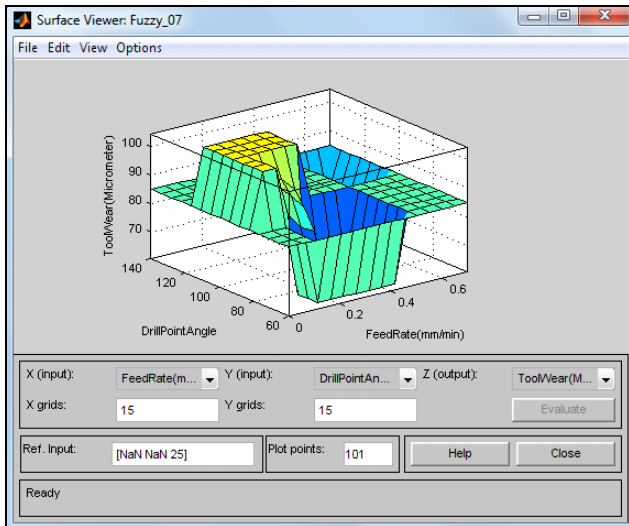 Surface Viewer: Fuzzy_07
File Edit View Options
ToolWear(Micrometer)
100
90
80
70
140
120
100
80
60
DrillPointAngle
0
0.2
0.4
0.6
FeedRate(mm/min)
X (input): FeedRate(m... Y (input): DrillPointAn... Z (output): ToolWear(M...
X grids: 15 Y grids: 15 Evaluate
Ref. Input: [NaN NaN 25] Plot points: 101 Help Close
Ready